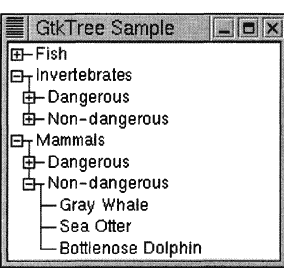 GtkTree Sample
Fish
Invertebrates
Dangerous
Non-dangerous
Mammals
Dangerous
Non-dangerous
Gray Whale
Sea Otter
Bottlenose Dolphin